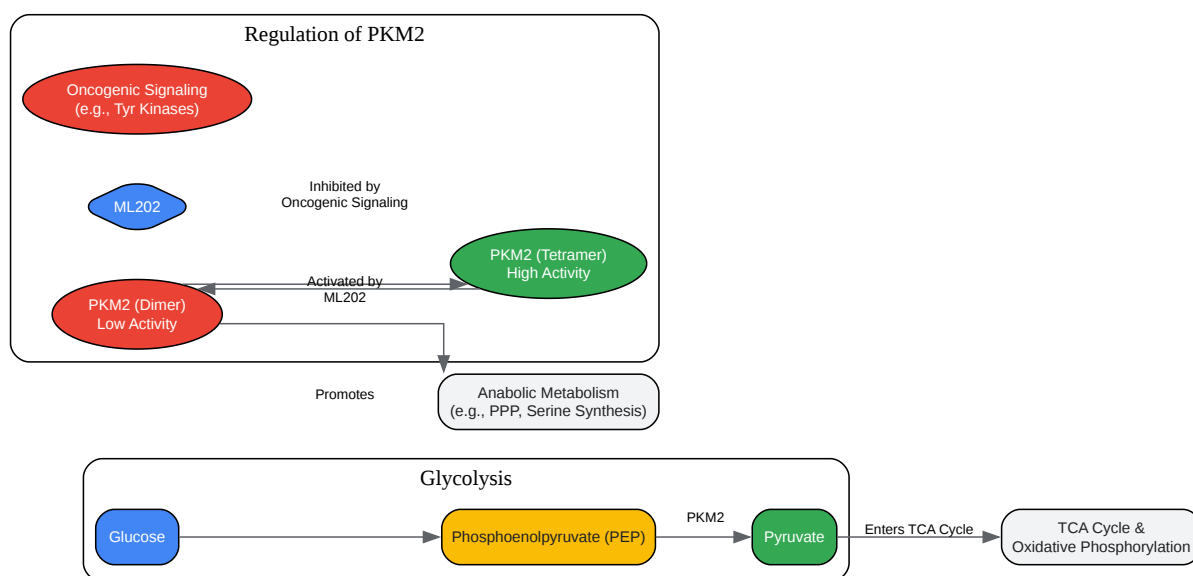 Regulation of PKM2
Oncogenic Signaling
(e.g., Tyr Kinases)
ML202
Inhibited by
Oncogenic Signaling
PKM2 (Tetramer)
High Activity
Activated by
ML202
PKM2 (Dimer)
Low Activity
Promotes
Anabolic Metabolism
(e.g., PPP, Serine Synthesis)
Glycolysis
Glucose
Phosphoenolpyruvate (PEP)
PKM2
Pyruvate
Enters TCA Cycle
TCA Cycle &
Oxidative Phosphorylation